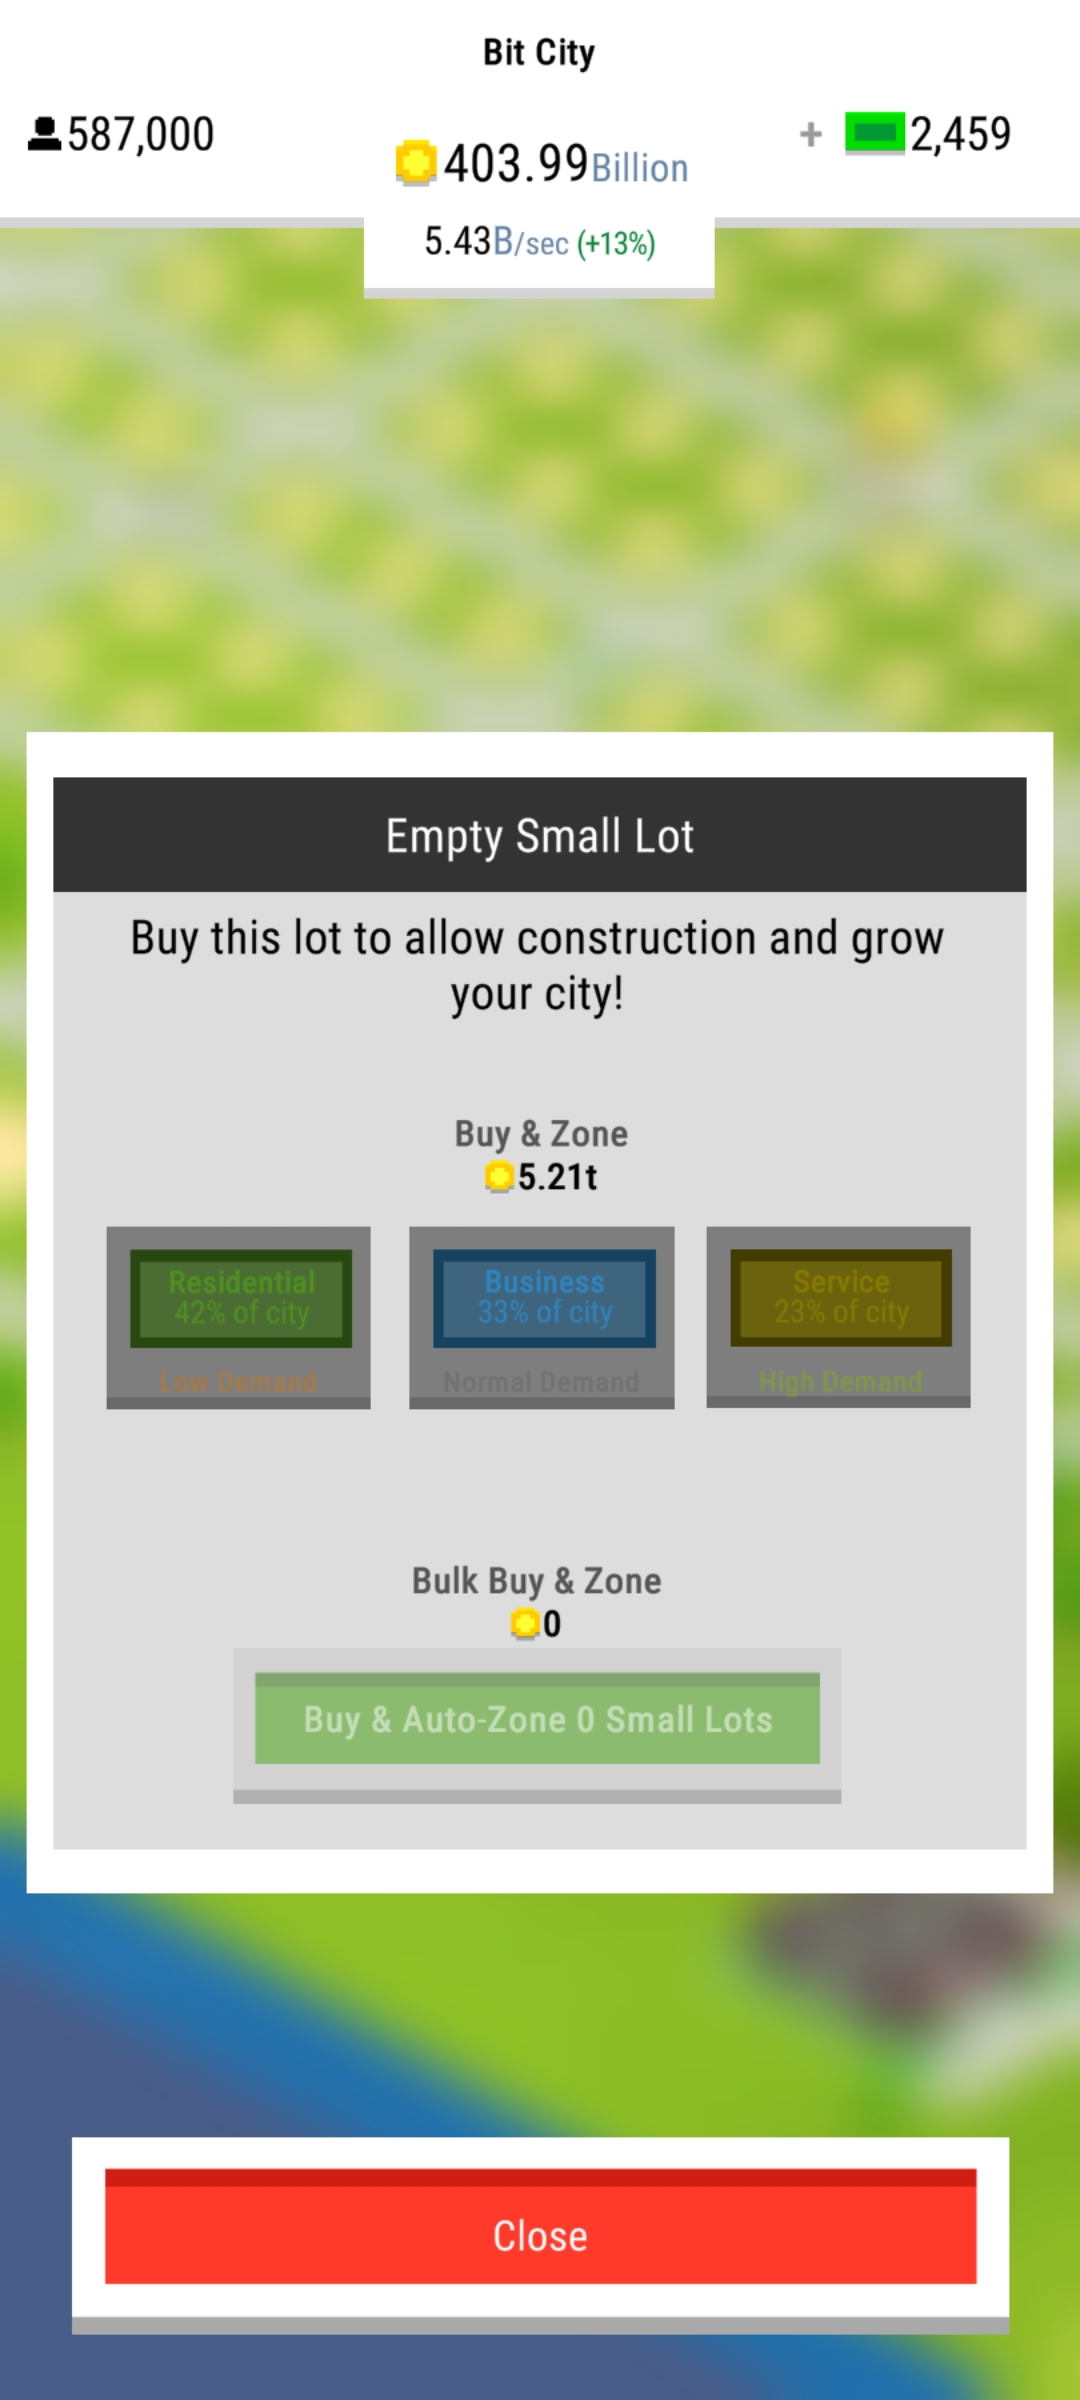 Bit City
587,000
403.99Billion
+ 2,459
5.43B/sec (+13%)
Empty Small Lot
Buy this lot to allow construction and grow
your city!
Buy & Zone
5.21t
Residential
42% of city
Low Demand
Business
33% of city
Normal Demand
Service
23% of city
High Demand
Bulk Buy & Zone
0
Buy & Auto-Zone 0 Small Lots
Close